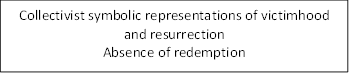 Collectivist symbolic representations of victimhood
and resurrection
Absence of redemption